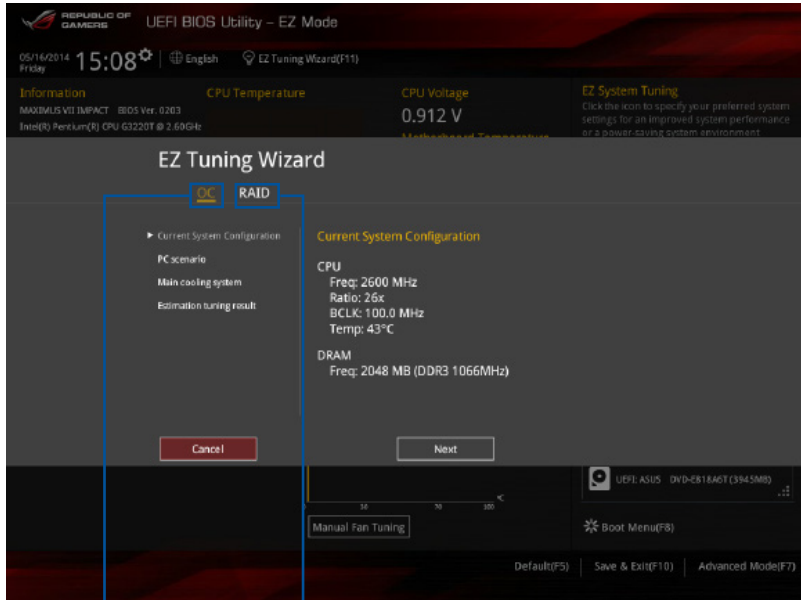 REPUBLIC OF
GAMERS
UEFI BIOS Utility – EZ Mode
05/16/2014
Friday
15:08
English
EZ Tuning Wizard(F11)
Information
MAXIMUS VII IMPACT BIOS Ver. 0203
Intel(R) Pentium(R) CPU G3220T @ 2.60GHz
CPU Temperature
CPU Voltage
0.912 V
Motherboard Temperature
EZ System Tuning
Click the icon to specify your preferred system
settings for an improved system performance
or a power-saving system environment
EZ Tuning Wizard
OC RAID
Current System Configuration
PC scenario
Main cooling system
Estimation tuning result
Current System Configuration
CPU
Freq: 2600 MHz
Ratio: 26x
BCLK: 100.0 MHz
Temp: 43°C
DRAM
Freq: 2048 MB (DDR3 1066MHz)
Cancel
Next
100
Manual Fan Tuning
UEFI: ASUS DVD-E818A6T (3945MB)
Boot Menu(F8)
Default(F5)
Save & Exit(F10)
Advanced Mode(F7)